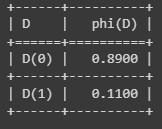 +------+----------+
| D    |   phi(D) |
+======+==========+
| D(0) |   0.8900 |
+------+----------+
| D(1) |   0.1100 |
+------+----------+